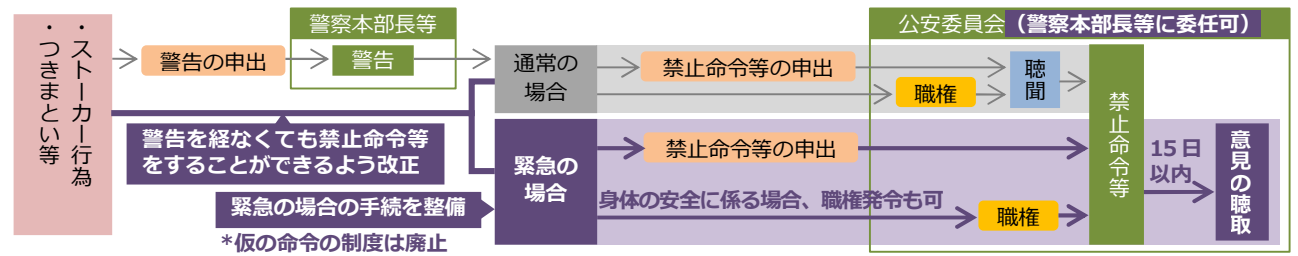 ・ストーカー行為
・つきまとい等
警告の申出
警察本部長等
警告
警告を経なくても禁止命令等
をすることができるよう改正
緊急の場合の手続を整備
*仮の命令の制度は廃止
通常の
場合
緊急の
場合
公安委員会（警察本部長等に委任可）
禁止命令等の申出
職権
聴聞
禁止命令等の申出
身体の安全に係る場合、職権発令も可
職権
禁止命令等
15日
以内
意見の聴取